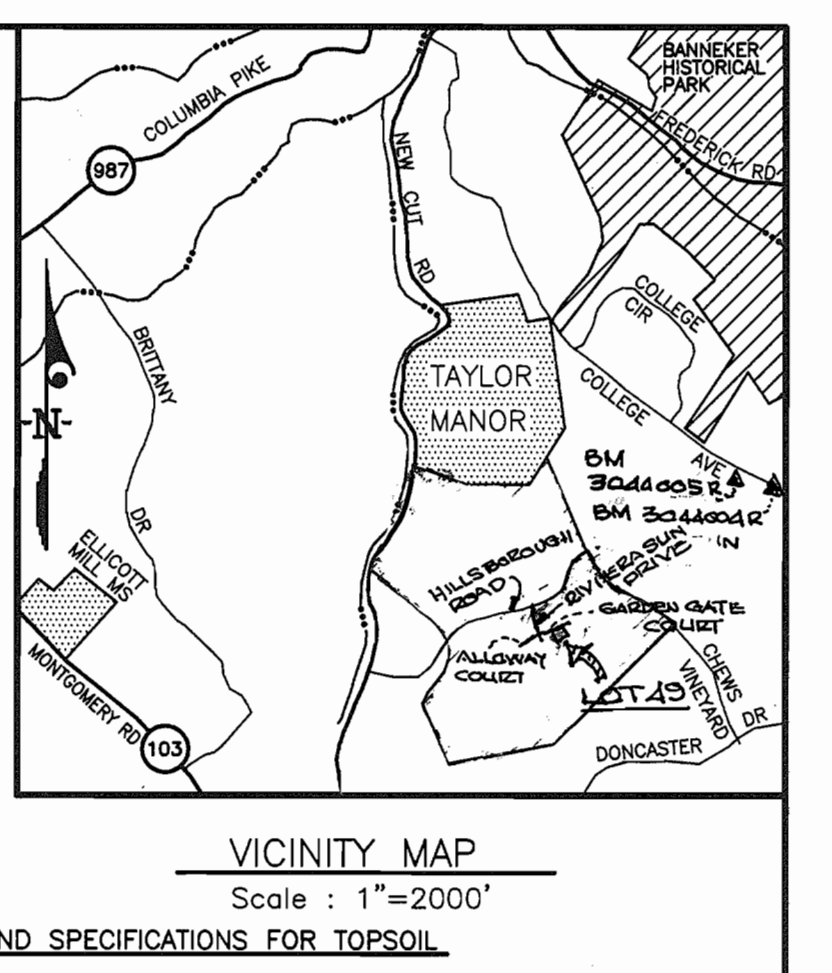 BANNEKER
HISTORICAL
PARK
COLUMBIA PIKE
FREDERICK RD
987
NEW CUT RD
COLLEGE
CIR
BRITTANY DR
TAYLOR
MANOR
COLLEGE AVE
-N-
BM
3044005R
BM 3044004R
IN
ELLICOTT
MILL MS
HILLSBOROUGH
ROAD
RIVIERA SUN
DRIVE
GARDEN GATE
COURT
ALLOWAY
COURT
CHEWS
VINEYARD
LOT 49
MONTGOMERY RD
103
DONCASTER DR
VICINITY MAP
Scale : 1"=2000'
ND SPECIFICATIONS FOR TOPSOIL